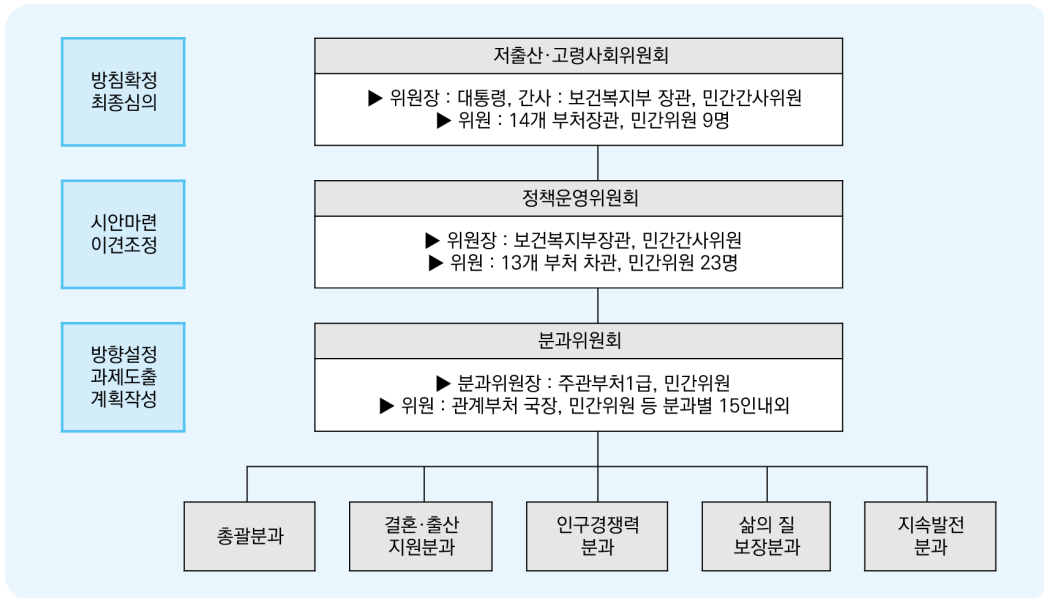 방침확정
최종심의
저출산·고령사회위원회
▶ 위원장 : 대통령, 간사 : 보건복지부 장관, 민간간사위원
▶ 위원 : 14개 부처장관, 민간위원 9명
시안마련
이견조정
정책운영위원회
▶ 위원장 : 보건복지부장관, 민간간사위원
▶ 위원 : 13개 부처 차관, 민간위원 23명
방향설정
과제도출
계획작성
분과위원회
▶ 분과위원장 : 주관부처1급, 민간위원
▶ 위원 : 관계부처 국장, 민간위원 등 분과별 15인내외
총괄분과
결혼·출산
지원분과
인구경쟁력
분과
삶의 질
보장분과
지속발전
분과